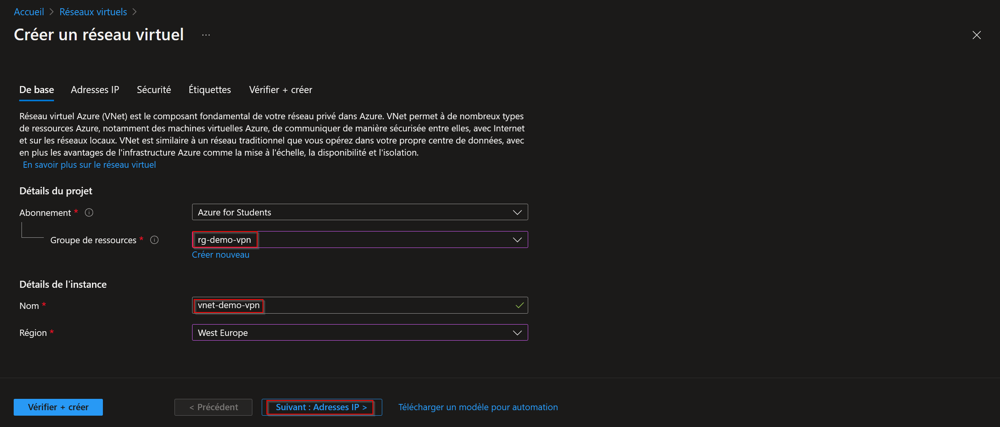 Accueil > Réseaux virtuels >
Créer un réseau virtuel ...
De base Adresses IP Sécurité Étiquettes Vérifier + créer
Réseau virtuel Azure (VNet) est le composant fondamental de votre réseau privé dans Azure. VNet permet à de nombreux types
de ressources Azure, notamment des machines virtuelles Azure, de communiquer de manière sécurisée entre elles, avec Internet
et sur les réseaux locaux. VNet est similaire à un réseau traditionnel que vous opérez dans votre propre centre de données, avec
en plus les avantages de l'infrastructure Azure comme la mise à l'échelle, la disponibilité et l'isolation.
En savoir plus sur le réseau virtuel
Détails du projet
Abonnement * Azure for Students
Groupe de ressources * rg-demo-vpn
Créer nouveau
Détails de l'instance
Nom * vnet-demo-vpn
Région * West Europe
Vérifier + créer < Précédent Suivant : Adresses IP > Télécharger un modèle pour automation